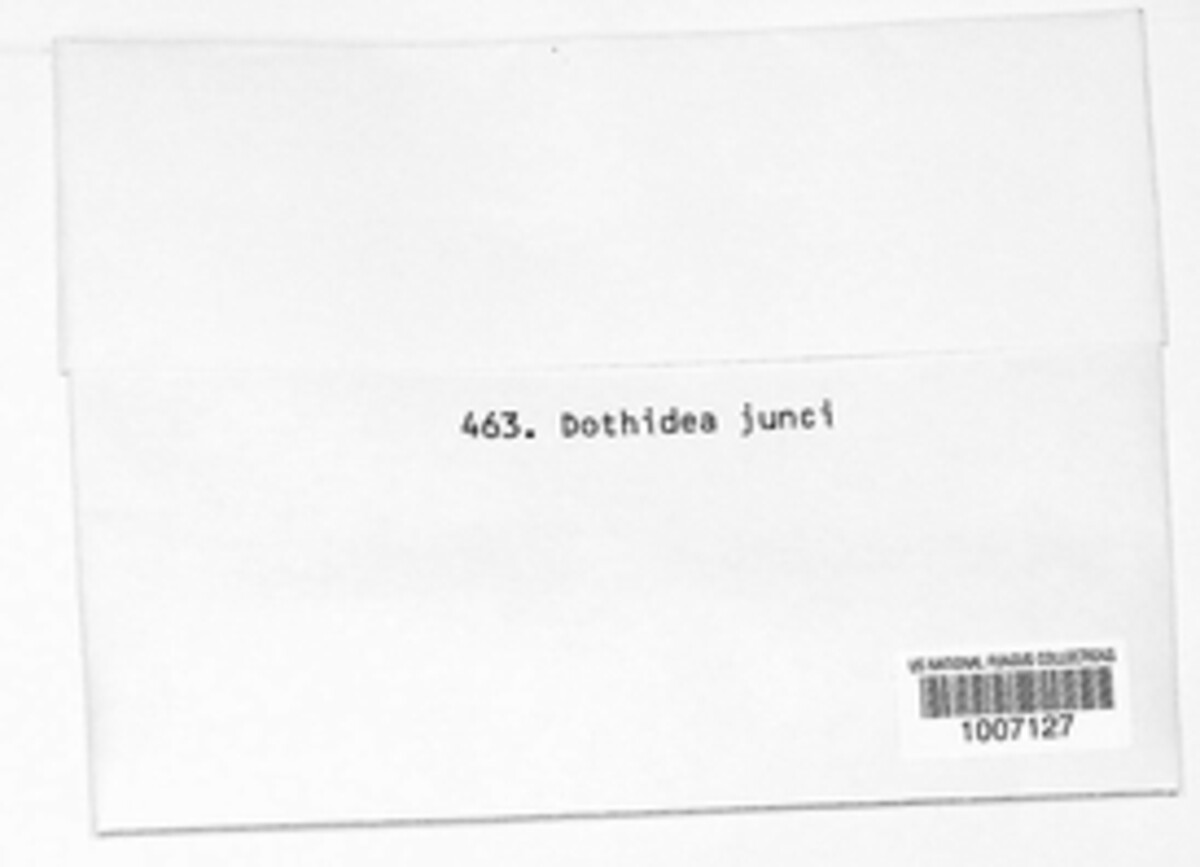 463. Dothidea junci
US NATIONAL FUNGUS COLLECTIONS
1007127